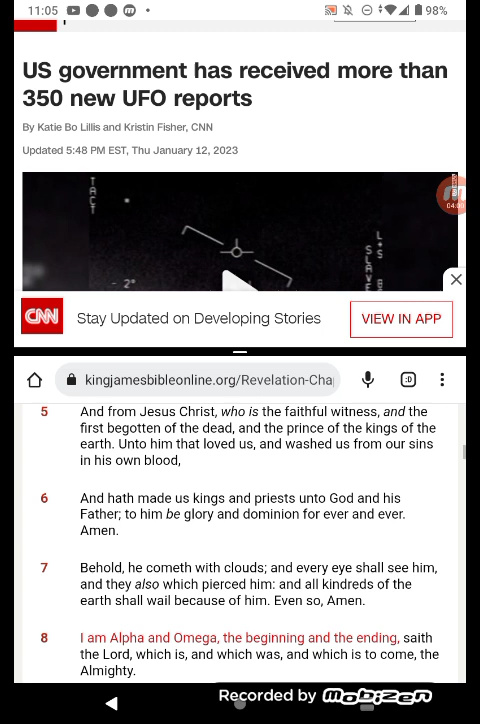 11:05
98%
US government has received more than
350 new UFO reports
By Katie Bo Lillis and Kristin Fisher, CNN
Updated 5:48 PM EST, Thu January 12, 2023
TACT
L+S
SLAVE
04:00
- 2°
CNN
Stay Updated on Developing Stories
VIEW IN APP
kingjamesbibleonline.org/Revelation-Cha
:D
5 And from Jesus Christ, who is the faithful witness, and the
first begotten of the dead, and the prince of the kings of the
earth. Unto him that loved us, and washed us from our sins
in his own blood,
6 And hath made us kings and priests unto God and his
Father; to him be glory and dominion for ever and ever.
Amen.
7 Behold, he cometh with clouds; and every eye shall see him,
and they also which pierced him: and all kindreds of the
earth shall wail because of him. Even so, Amen.
8 I am Alpha and Omega, the beginning and the ending, saith
the Lord, which is, and which was, and which is to come, the
Almighty.
Recorded by Mobizen